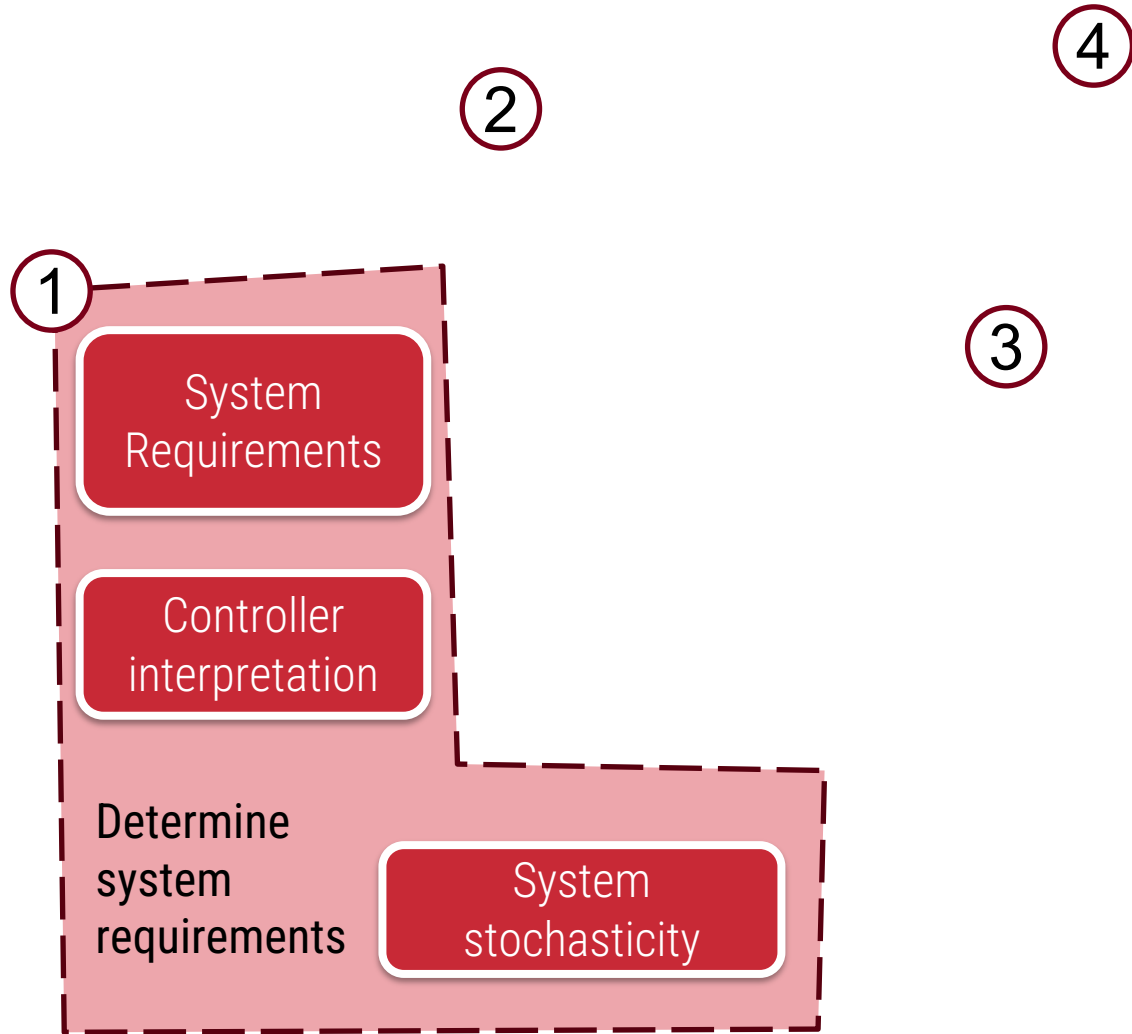 4
2
1
3
System
Requirements
Controller
interpretation
Determine
system
requirements
System
stochasticity